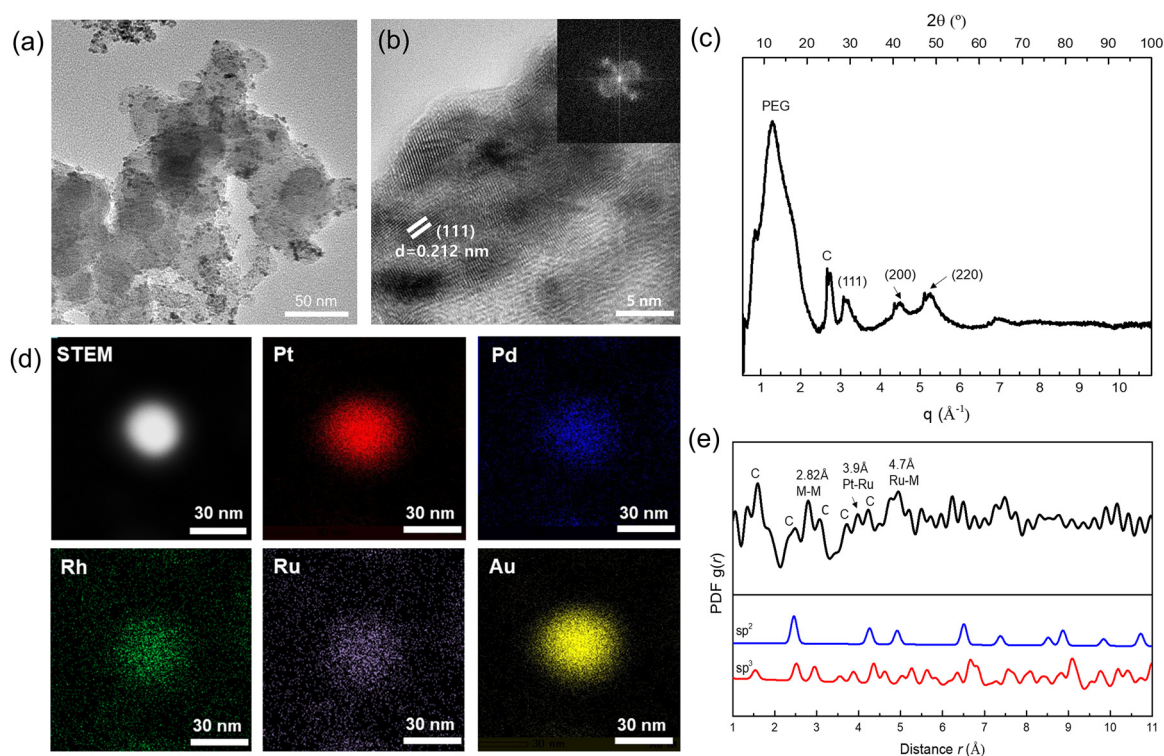 (a)
50 nm
(b)
(111)
d=0.212 nm
5 nm
(c)
2θ (º)
10 20 30 40 50 60 70 80 90 100
PEG
C
(111)
(200)
(220)
1 2 3 4 5 6 7 8 9 10
q (Å⁻¹)
(d)
STEM
30 nm
Pt
30 nm
Pd
30 nm
Rh
30 nm
Ru
30 nm
Au
30 nm
(e)
C
C
2.82Å
M-M
C
C
3.9Å
Pt-Ru
C
4.7Å
Ru-M
PDF g(r)
sp²
sp³
1 2 3 4 5 6 7 8 9 10 11
Distance r (Å)